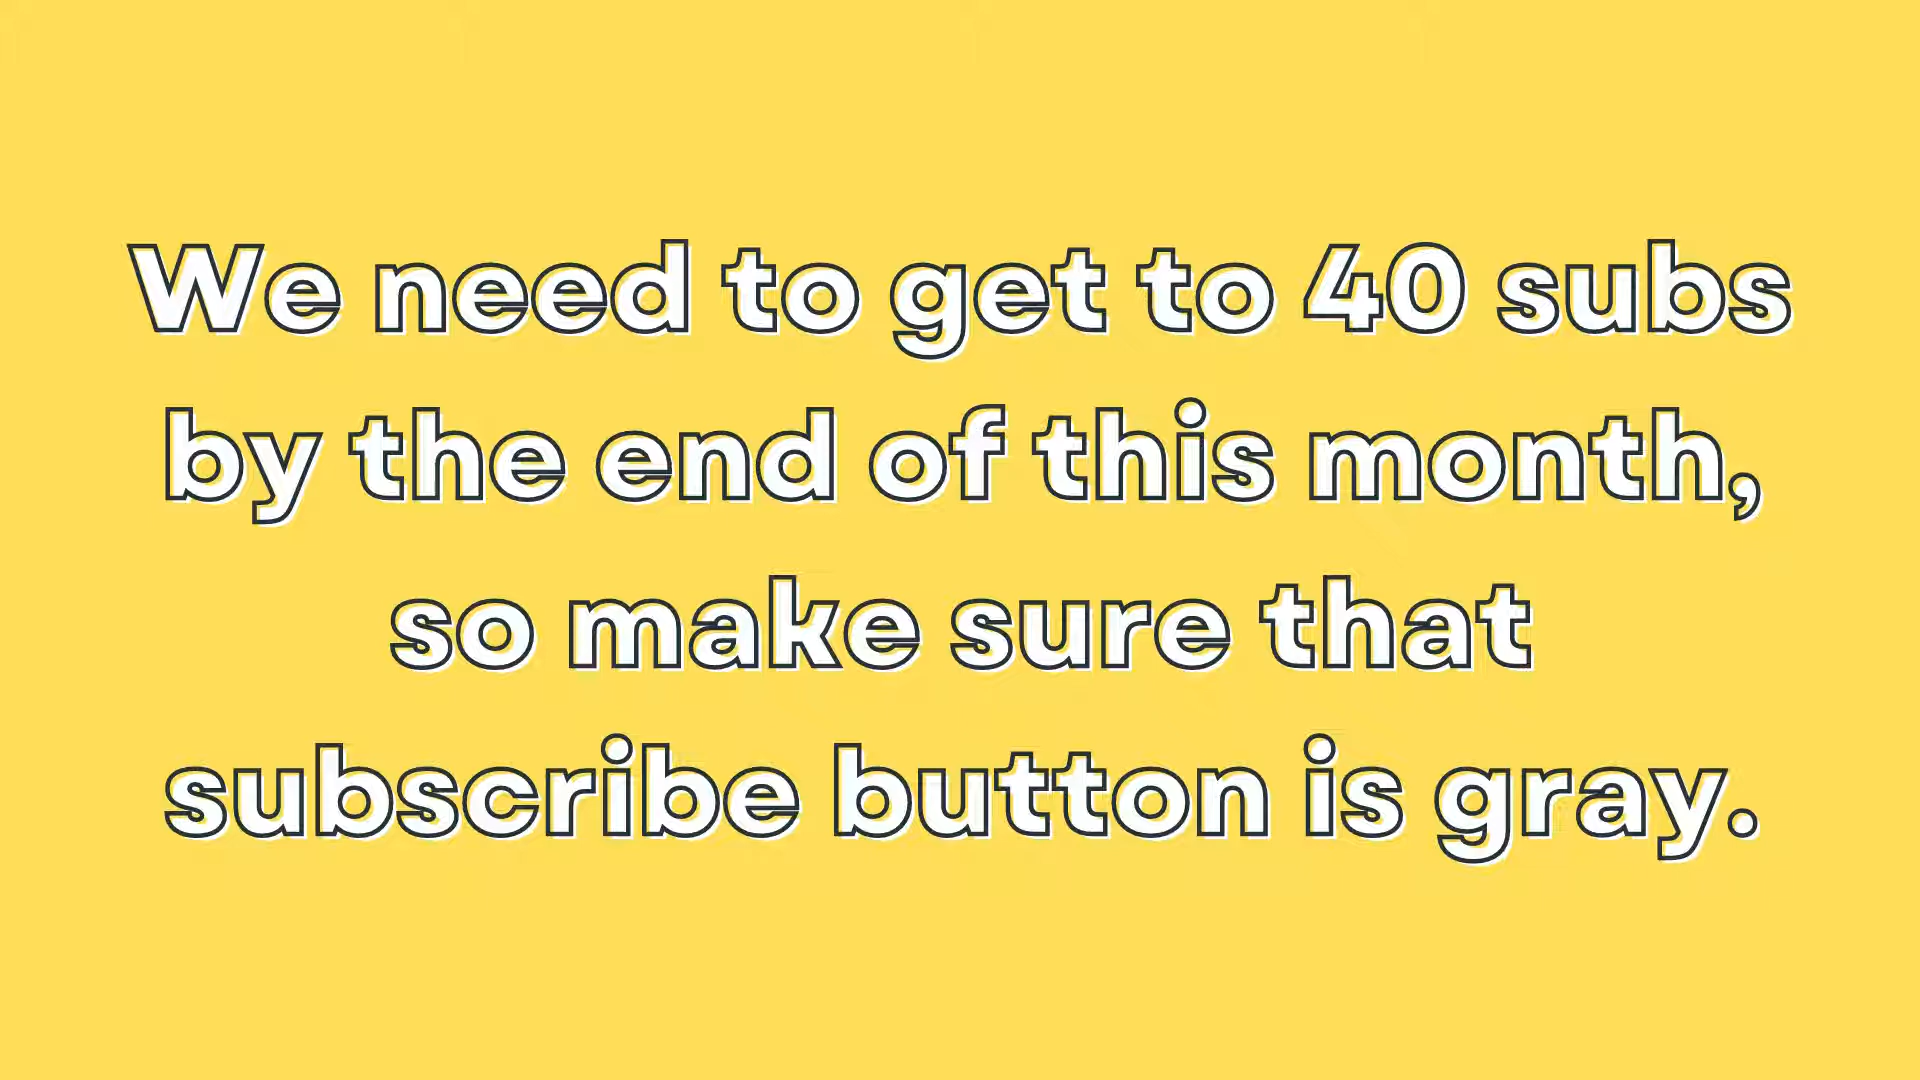 We need to get to 40 subs
by the end of this month,
so make sure that
subscribe button is gray.